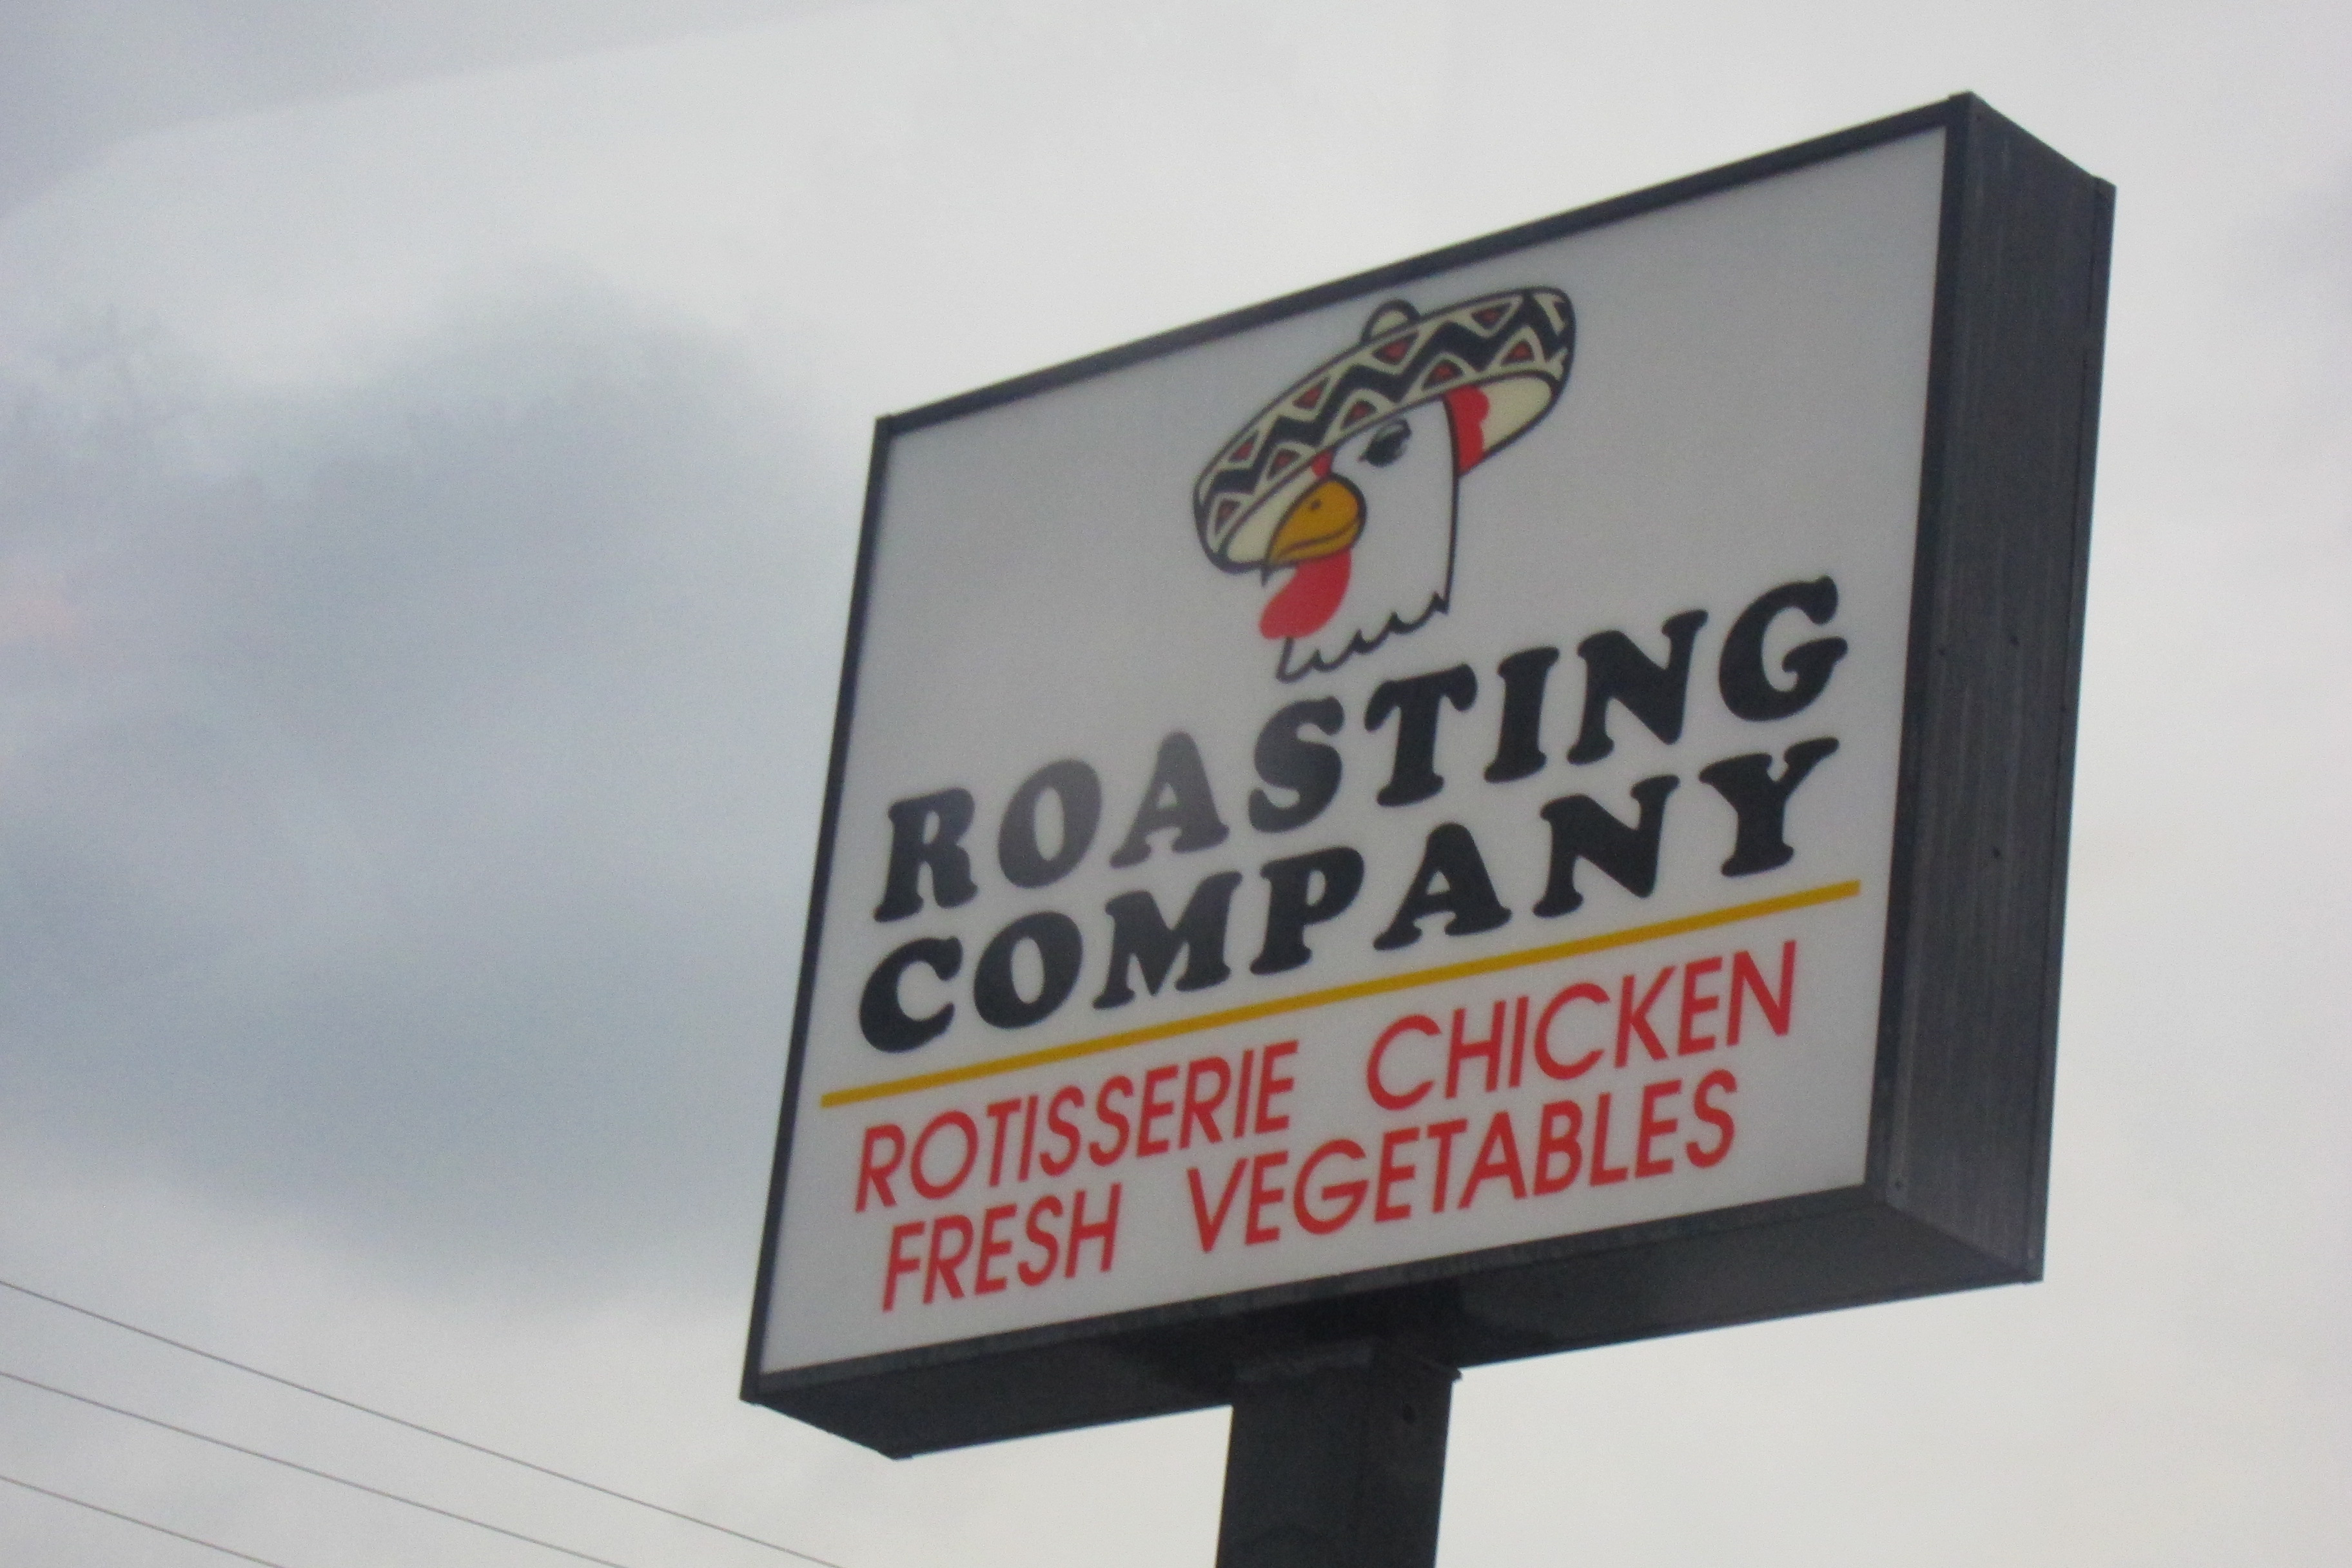 ROASTING
COMPANY
ROTISSERIE CHICKEN
FRESH VEGETABLES